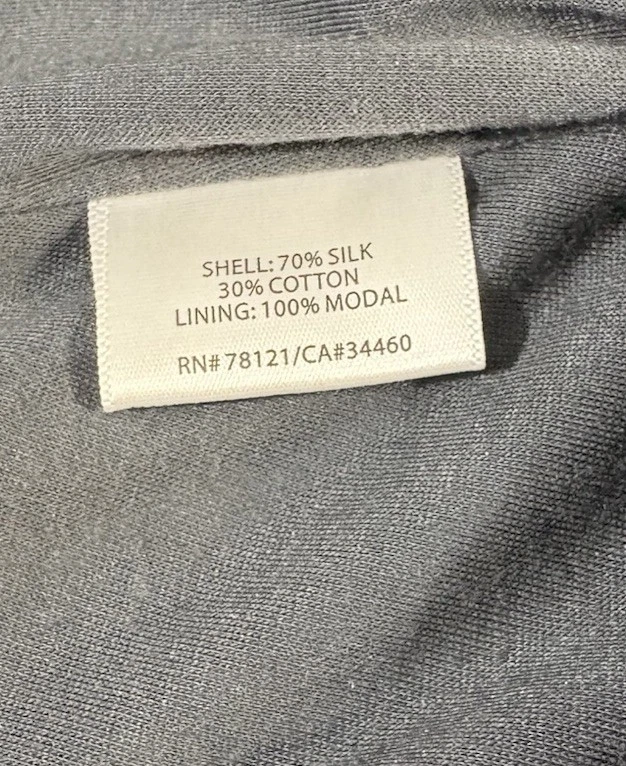 SHELL: 70% SILK
30% COTTON
LINING: 100% MODAL
RN# 78121/CA#34460